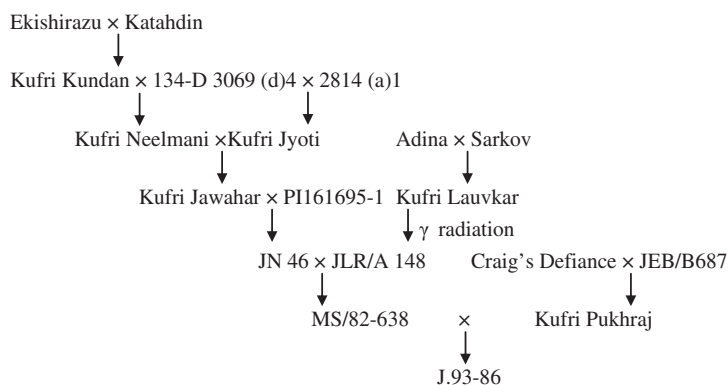 Ekishirazu × Katahdin
Kufri Kundan × 134-D 3069 (d)4 × 2814 (a)1
Kufri Neelmani ×Kufri Jyoti Adina × Sarkov
Kufri Jawahar × PI161695-1 Kufri Lauvkar
γ radiation
JN 46 × JLR/A 148 Craig's Defiance × JEB/B687
MS/82-638 × Kufri Pukhraj
J.93-86